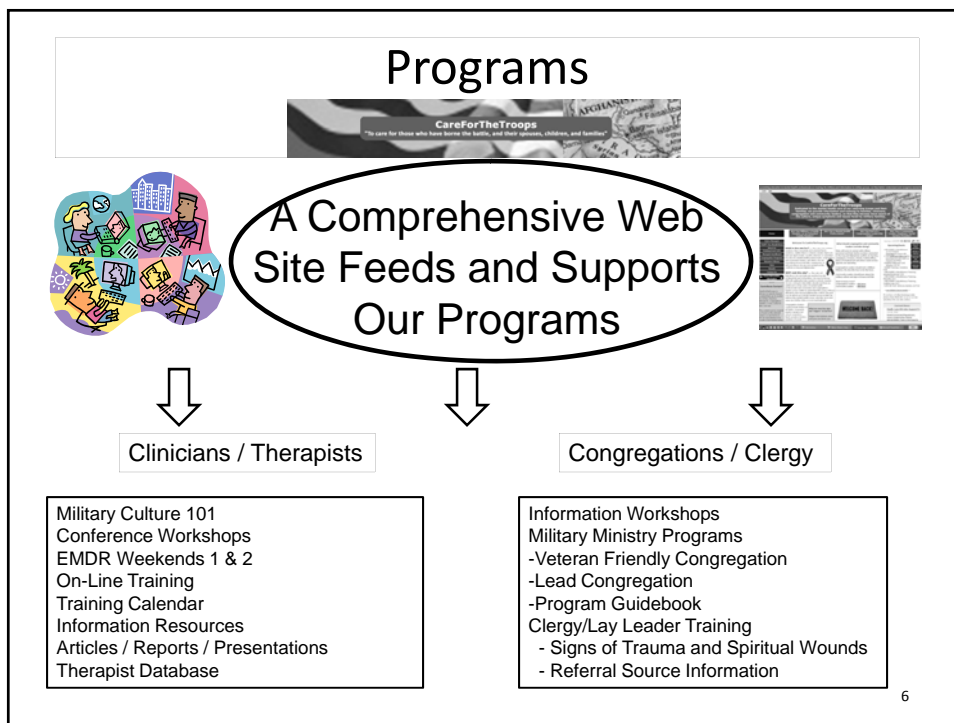 Programs
CareForTheTroops
"To care for those who have borne the battle, and their spouses, children, and families"
AFGHANIS
A Comprehensive Web
Site Feeds and Supports
Our Programs
WELCOME BACK
Clinicians / Therapists
Military Culture 101
Conference Workshops
EMDR Weekends 1 & 2
On-Line Training
Training Calendar
Information Resources
Articles / Reports / Presentations
Therapist Database
Congregations / Clergy
Information Workshops
Military Ministry Programs
-Veteran Friendly Congregation
-Lead Congregation
-Program Guidebook
Clergy/Lay Leader Training
- Signs of Trauma and Spiritual Wounds
- Referral Source Information
6